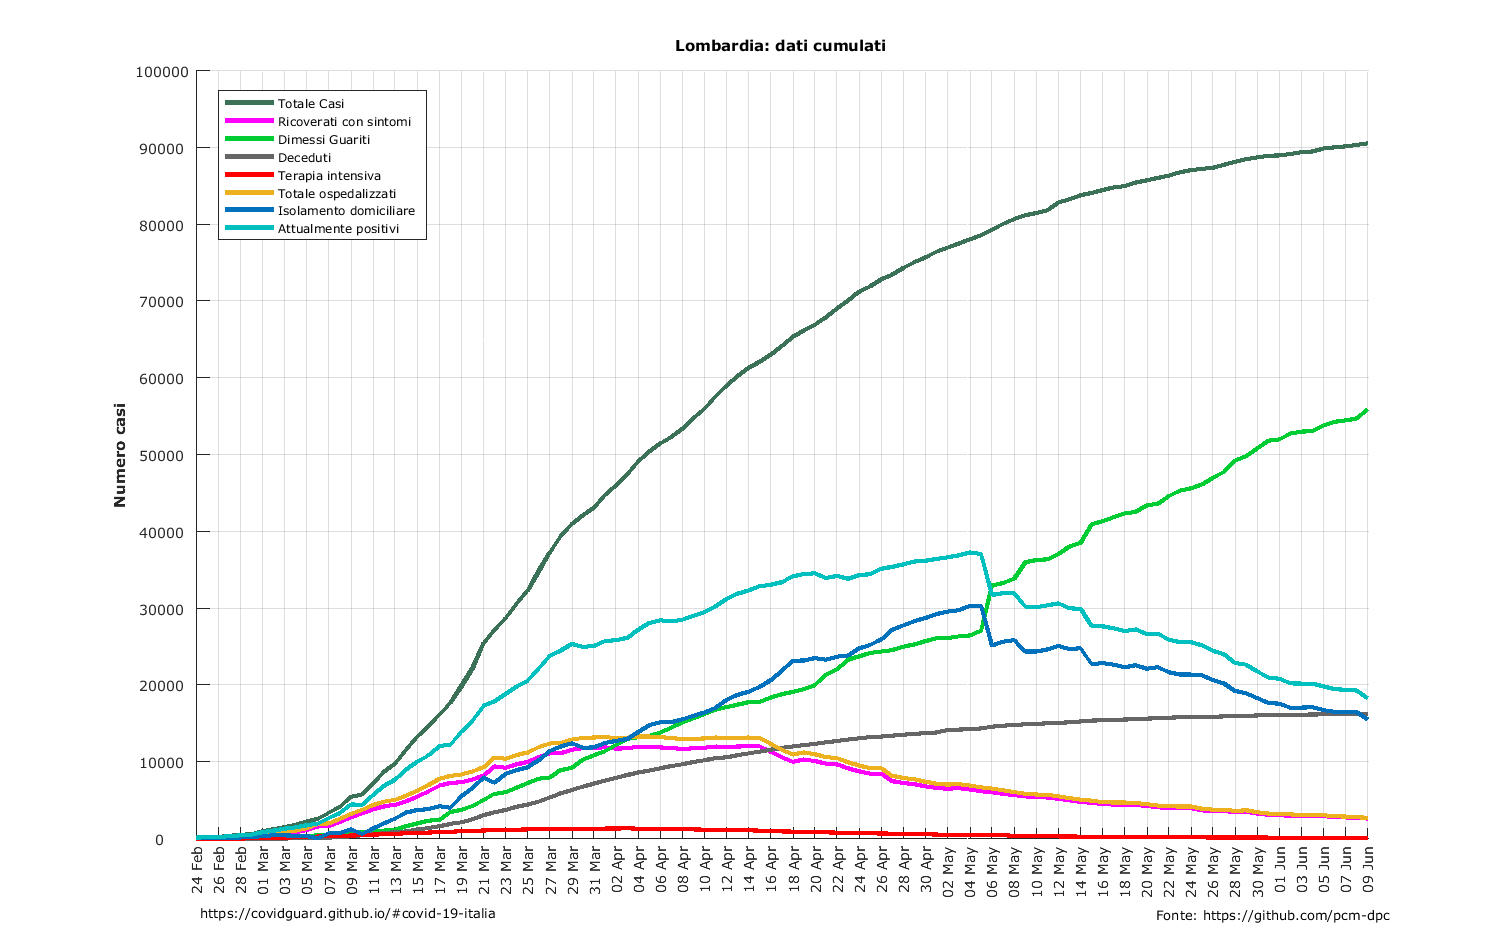 Lombardia: dati cumulati
Numero casi
100000
90000
80000
70000
60000
50000
40000
30000
20000
10000
0
Totale Casi
Ricoverati con sintomi
Dimessi Guariti
Deceduti
Terapia intensiva
Totale ospedalizzati
Isolamento domiciliare
Attualmente positivi
24 Feb
26 Feb
28 Feb
01 Mar
03 Mar
05 Mar
07 Mar
09 Mar
11 Mar
13 Mar
15 Mar
17 Mar
19 Mar
21 Mar
23 Mar
25 Mar
27 Mar
29 Mar
31 Mar
02 Apr
04 Apr
06 Apr
08 Apr
10 Apr
12 Apr
14 Apr
16 Apr
18 Apr
20 Apr
22 Apr
24 Apr
26 Apr
28 Apr
30 Apr
02 May
04 May
06 May
08 May
10 May
12 May
14 May
16 May
18 May
20 May
22 May
24 May
26 May
28 May
30 May
01 Jun
03 Jun
05 Jun
07 Jun
09 Jun
https://covidguard.github.io/#covid-19-italia
Fonte: https://github.com/pcm-dpc